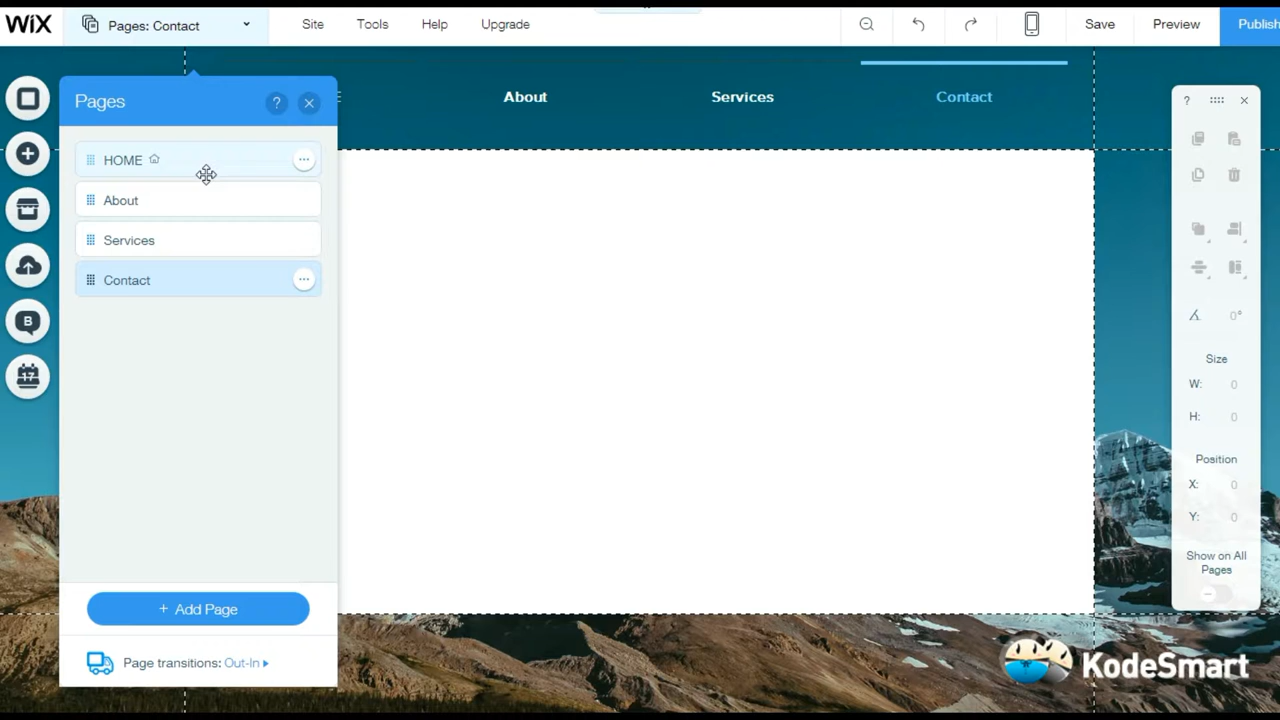 WiX Pages: Contact Site Tools Help Upgrade Save Preview Publish
Pages ?
HOME
About
Services
Contact
+ Add Page
Page transitions: Out-In
E About Services Contact
?
0°
Size
W: 0
H: 0
Position
X: 0
Y: 0
Show on All
Pages
B
17
KodeSmart